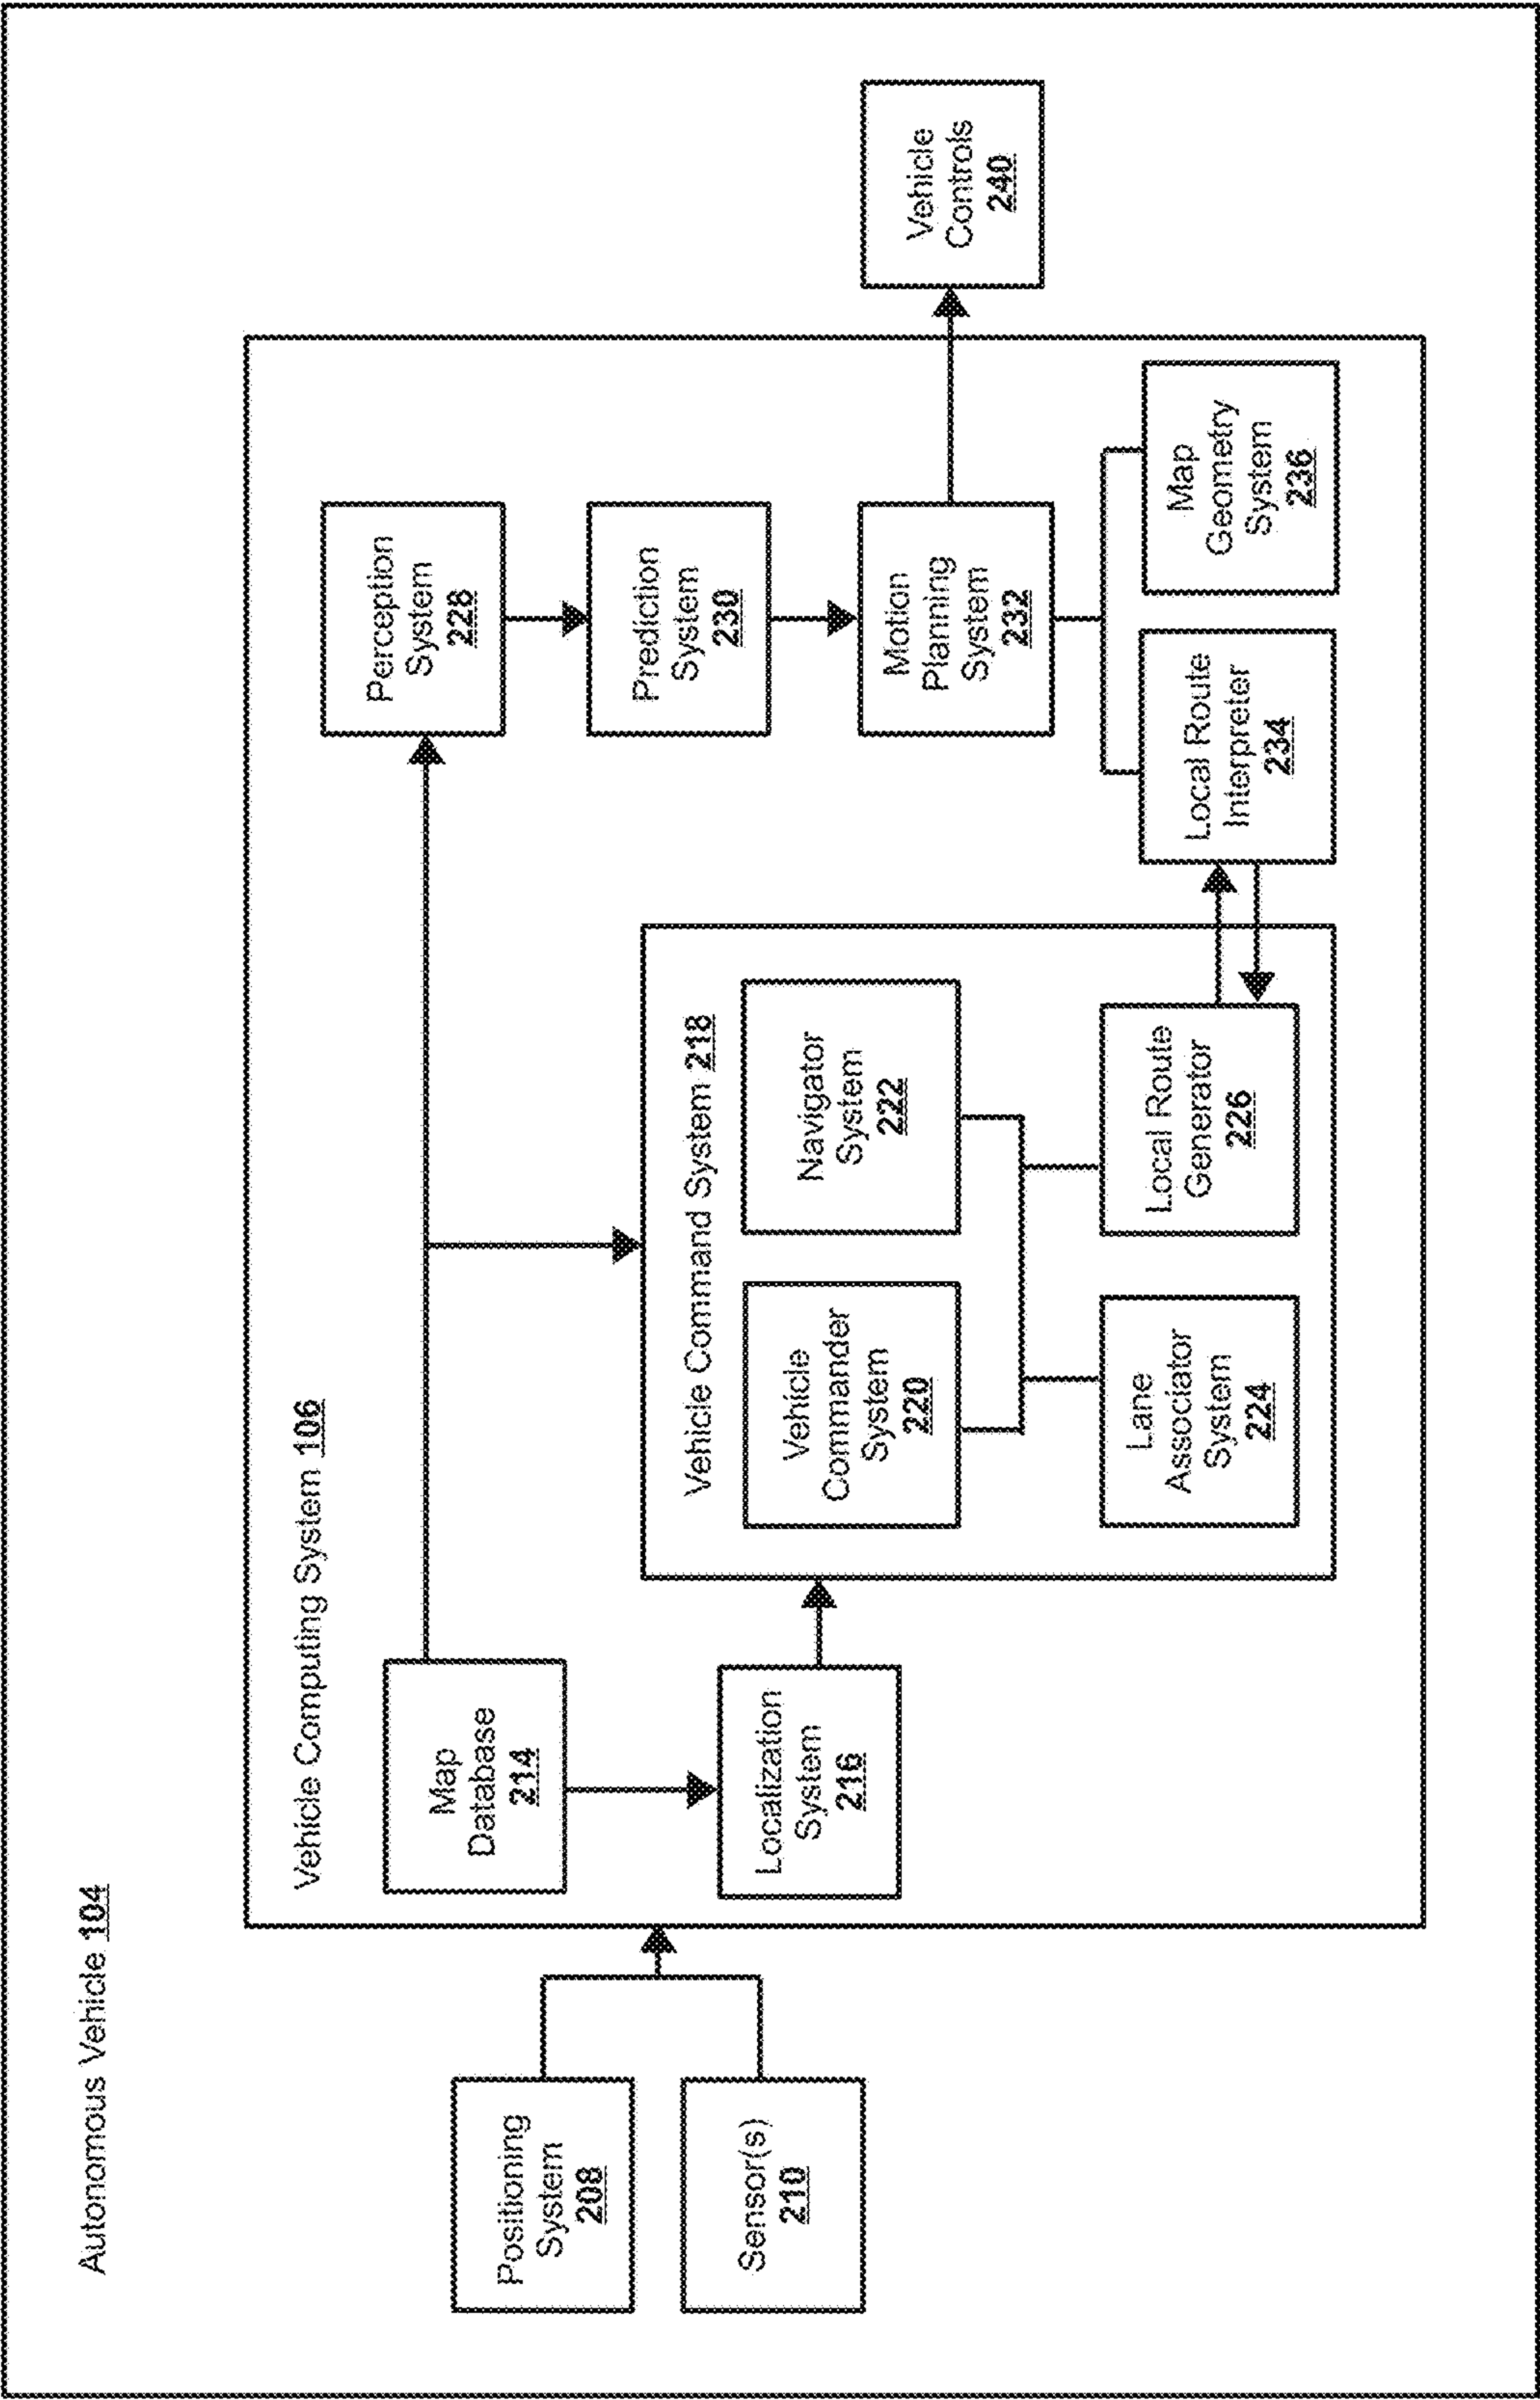 Autonomous Vehicle 104
Vehicle Computing System 106
Positioning
System
208
Sensor(s)
210
Map
Database
214
Localization
System
216
Vehicle Command System 218
Vehicle
Commander
System
220
Navigator
System
222
Lane
Associator
System
224
Local Route
Generator
226
Perception
System
228
Prediction
System
230
Motion
Planning
System
232
Local Route
Interpreter
234
Map
Geometry
System
236
Vehicle
Controls
240